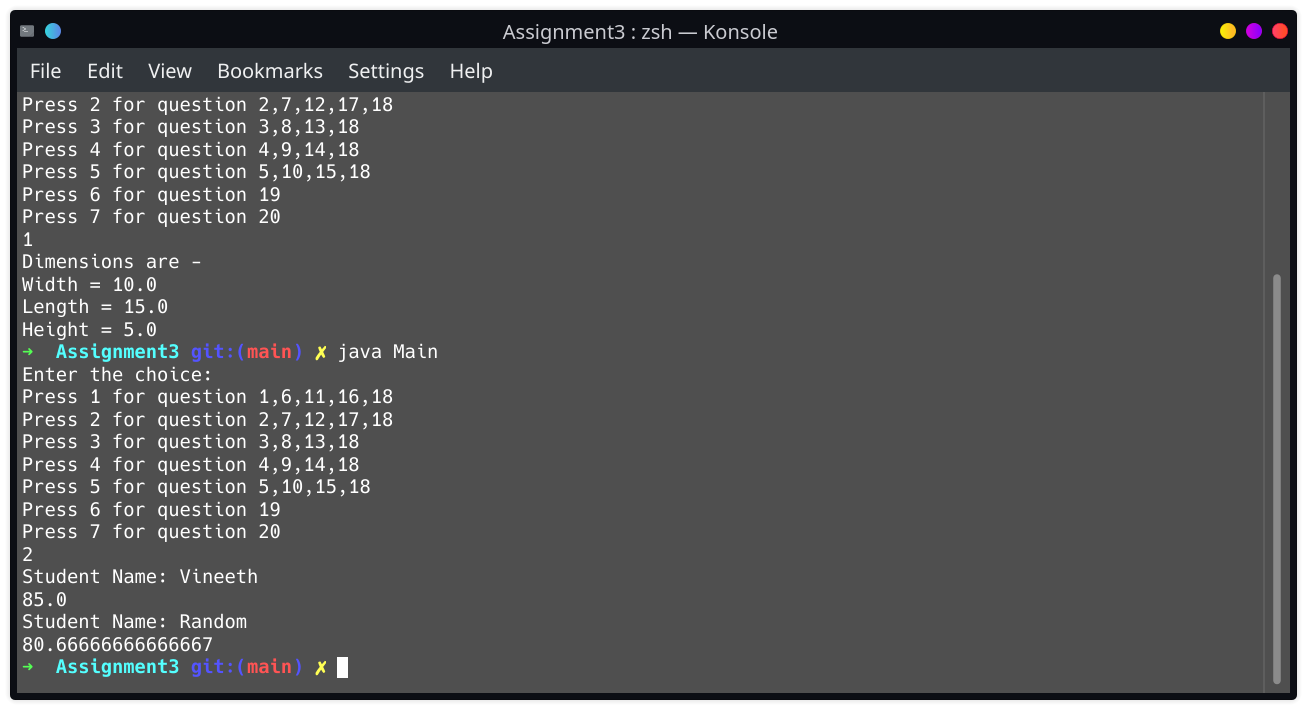 Assignment3 : zsh — Konsole
File Edit View Bookmarks Settings Help
Press 2 for question 2,7,12,17,18
Press 3 for question 3,8,13,18
Press 4 for question 4,9,14,18
Press 5 for question 5,10,15,18
Press 6 for question 19
Press 7 for question 20
1
Dimensions are -
Width = 10.0
Length = 15.0
Height = 5.0
→ Assignment3 git:(main) ✗ java Main
Enter the choice:
Press 1 for question 1,6,11,16,18
Press 2 for question 2,7,12,17,18
Press 3 for question 3,8,13,18
Press 4 for question 4,9,14,18
Press 5 for question 5,10,15,18
Press 6 for question 19
Press 7 for question 20
2
Student Name: Vineeth
85.0
Student Name: Random
80.66666666666667
→ Assignment3 git:(main) ✗